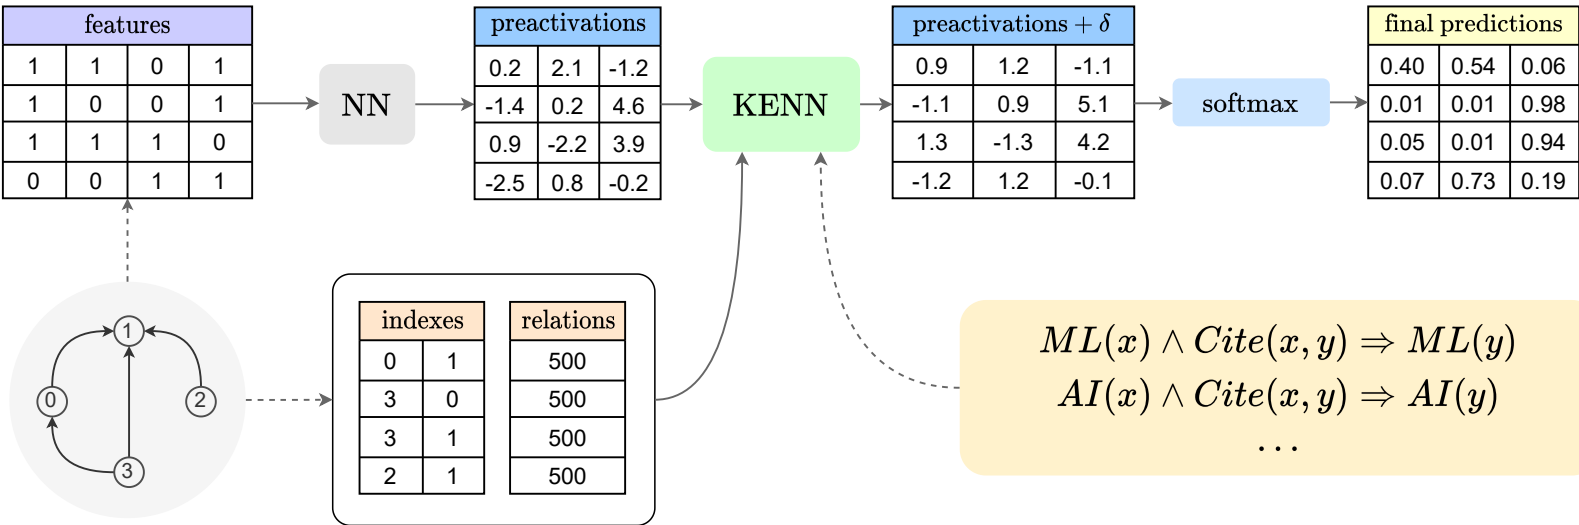 features
1 1 0 1
1 0 0 1
1 1 1 0
0 0 1 1
NN
preactivations
0.2 2.1 -1.2
-1.4 0.2 4.6
0.9 -2.2 3.9
-2.5 0.8 -0.2
KENN
preactivations + δ
0.9 1.2 -1.1
-1.1 0.9 5.1
1.3 -1.3 4.2
-1.2 1.2 -0.1
softmax
final predictions
0.40 0.54 0.06
0.01 0.01 0.98
0.05 0.01 0.94
0.07 0.73 0.19
1
0
2
3
indexes
0 1
3 0
3 1
2 1
relations
500
500
500
500
ML(x) ∧ Cite(x, y) ⇒ ML(y)
AI(x) ∧ Cite(x, y) ⇒ AI(y)
...